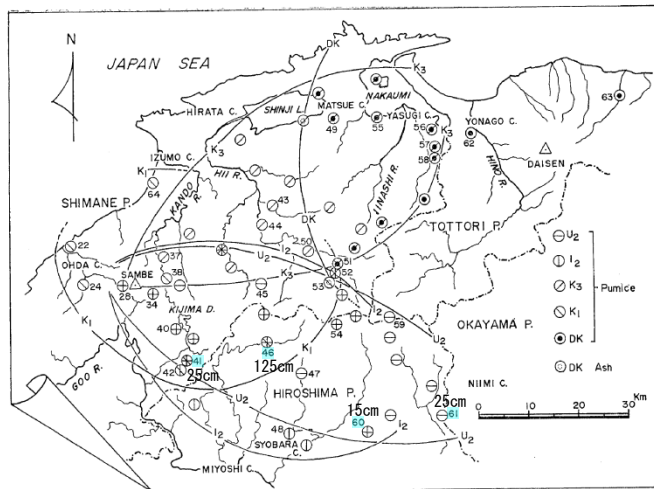 N
JAPAN SEA
DK
K3
NAKAUMI
HIRATA C.
SHINJI L.
MATSUE C.
49
55
YASUGI C.
56
K3
57
58
YONAGO C.
62
HINO R.
DAISEN
63
K3
IZUMO C.
K1
64
HII R.
KANDO R.
SHIMANE P.
43
DK
IINASHI R.
TOTTORI P.
44
22
OHDA C.
24
SAMBE
28
34
37
38
I2
U2
50
51
52
53
K3
45
KIJIMA D.
40
K1
GOO R.
41
25cm
42
46
125cm
K1
54
59
U2
OKAYAMA P.
47
HIROSHIMA P.
U2
I2
15cm
60
25cm
61
NIIMI C.
I2
U2
48
SYOBARA C.
MIYOSHI C.
U2
I2
K3
K1
DK
Pumice
DK Ash
0 10 20 30
Km